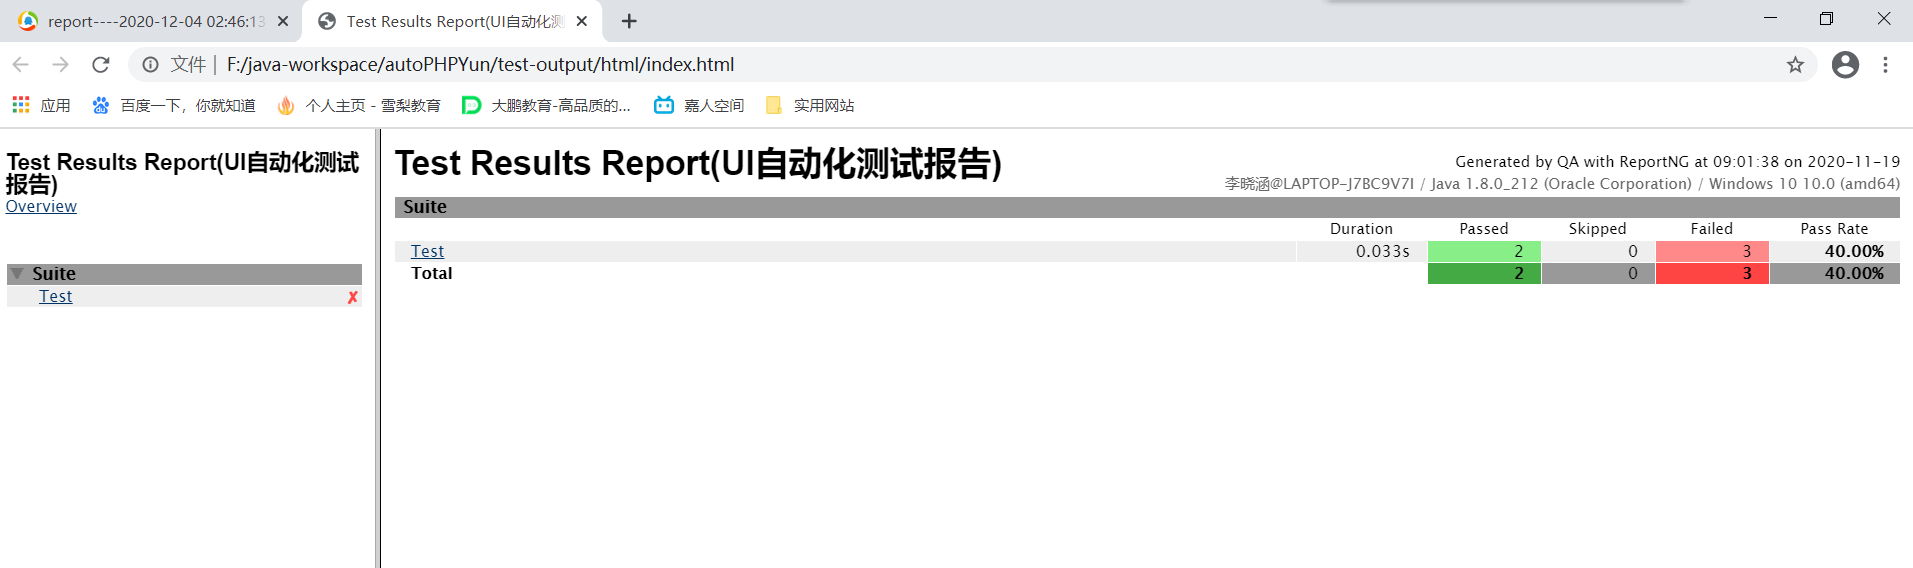 report----2020-12-04 02:46:13
Test Results Report(UI自动化测
文件 | F:/java-workspace/autoPHPYun/test-output/html/index.html
应用 百度一下，你就知道 个人主页 - 雪梨教育 大鹏教育-高品质的... 嘉人空间 实用网站
Test Results Report(UI自动化测试
报告)
Overview
Suite
Test ✗
Test Results Report(UI自动化测试报告)
Generated by QA with ReportNG at 09:01:38 on 2020-11-19
李晓涵@LAPTOP-J7BC9V7I / Java 1.8.0_212 (Oracle Corporation) / Windows 10 10.0 (amd64)
Suite
Duration Passed Skipped Failed Pass Rate
Test 0.033s 2 0 3 40.00%
Total 2 0 3 40.00%